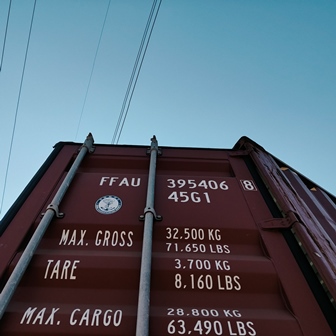 FFAU 395406 8
45G1
MAX. GROSS 32.500 KG
71.650 LBS
TARE 3.700 KG
8.160 LBS
MAX. CARGO 28.800 KG
63,490 LBS